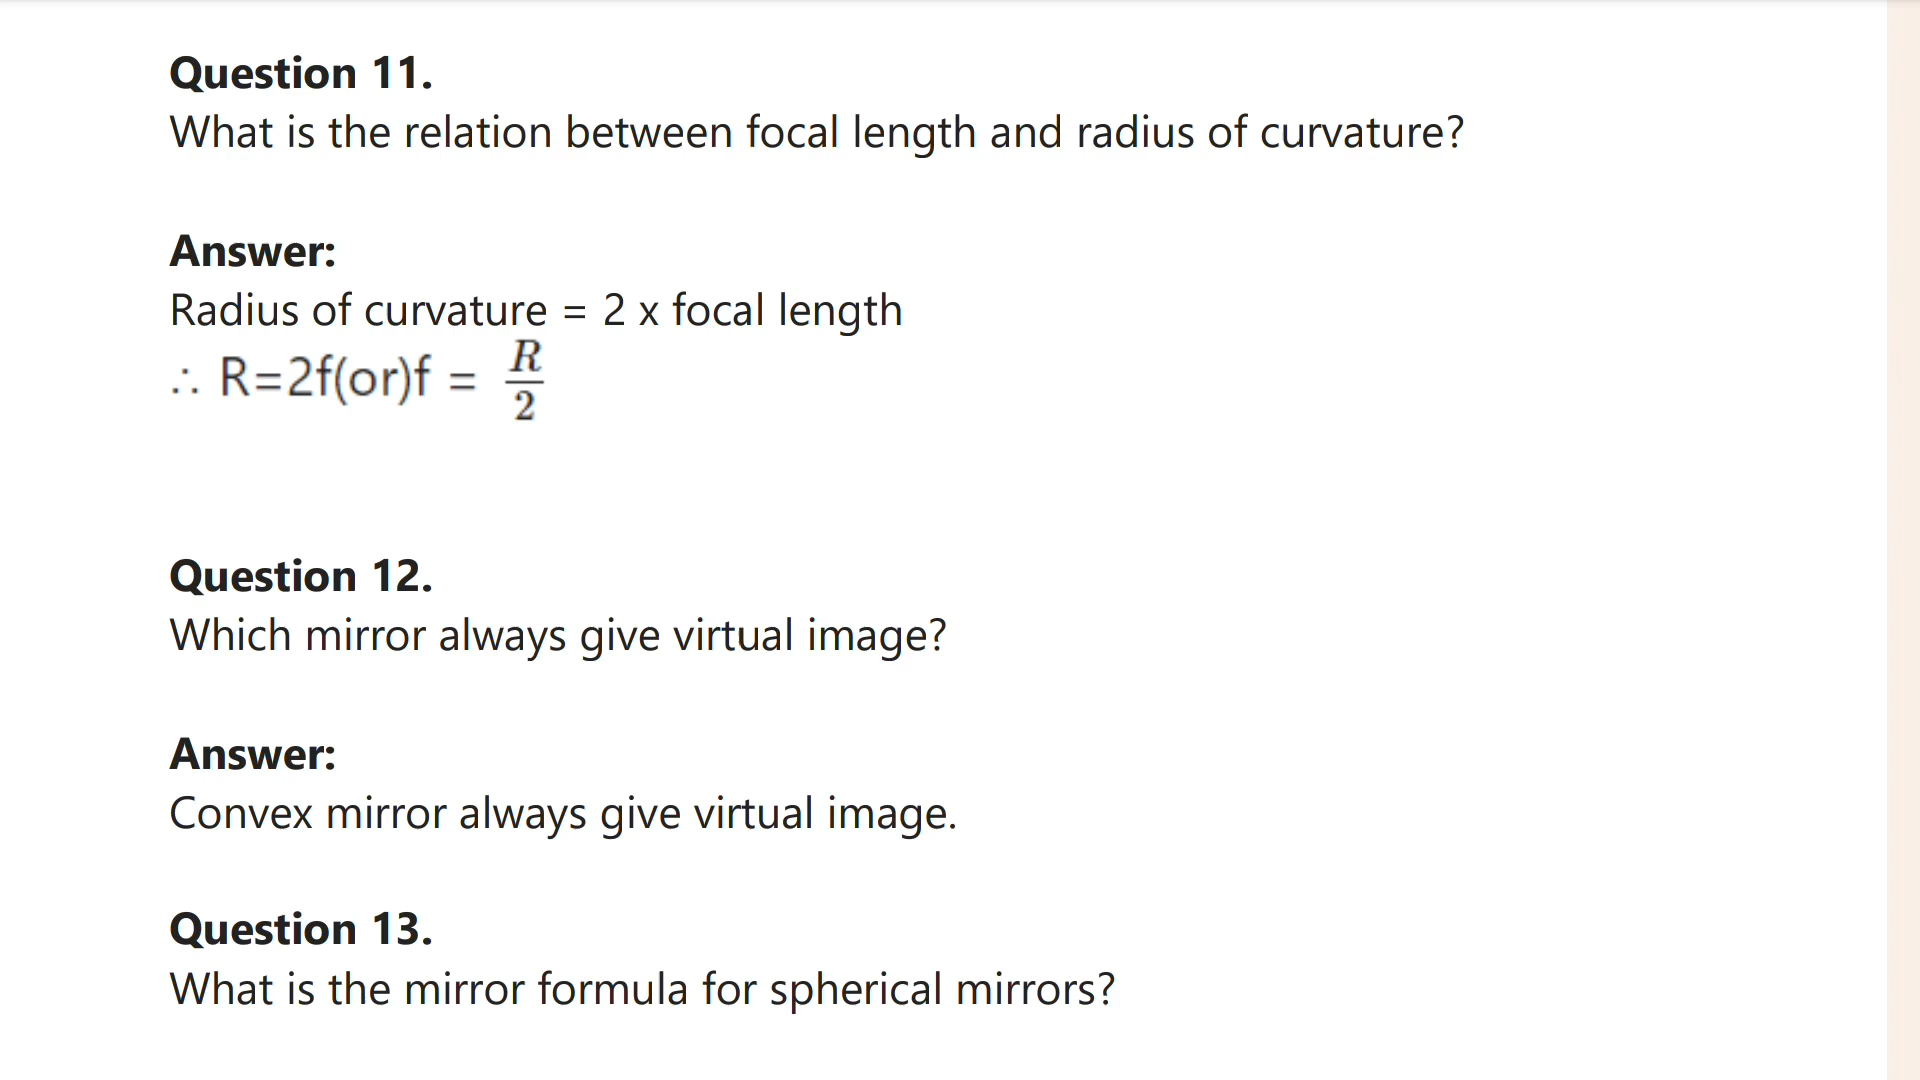 Question 11.
What is the relation between focal length and radius of curvature?
Answer:
Radius of curvature = 2 x focal length
∴ R=2f(or)f = R/2
Question 12.
Which mirror always give virtual image?
Answer:
Convex mirror always give virtual image.
Question 13.
What is the mirror formula for spherical mirrors?